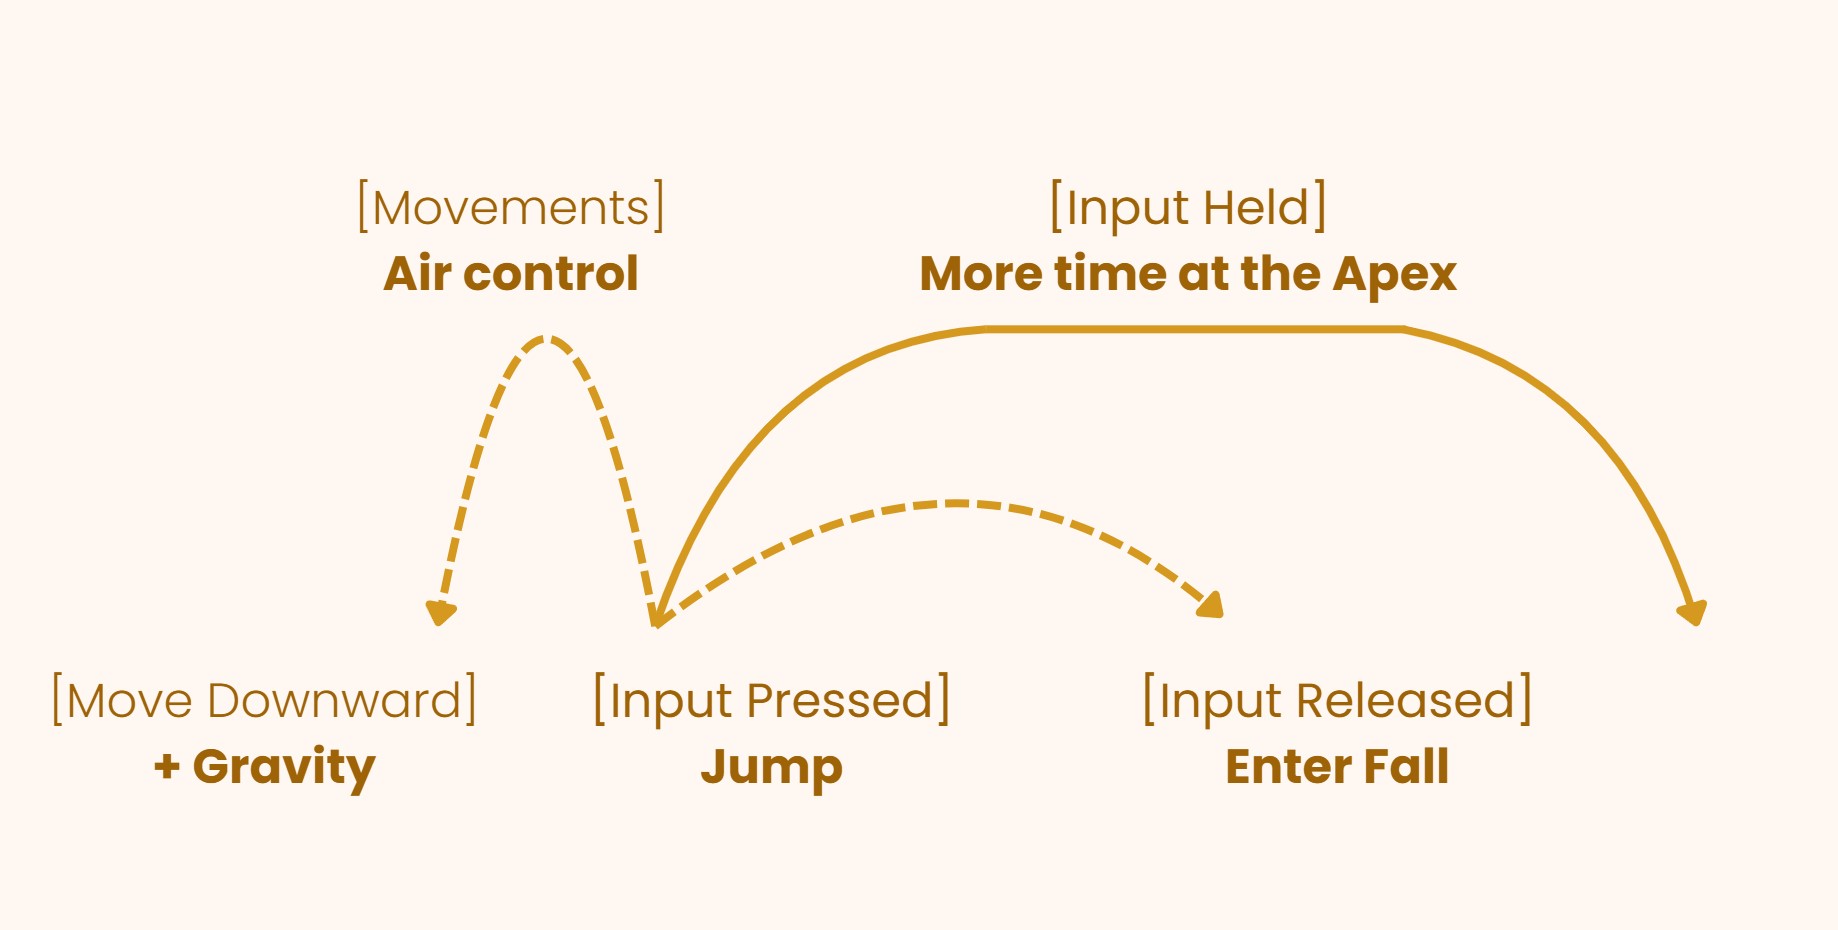 [Movements]
Air control
[Input Held]
More time at the Apex
[Move Downward]
+ Gravity
[Input Pressed]
Jump
[Input Released]
Enter Fall